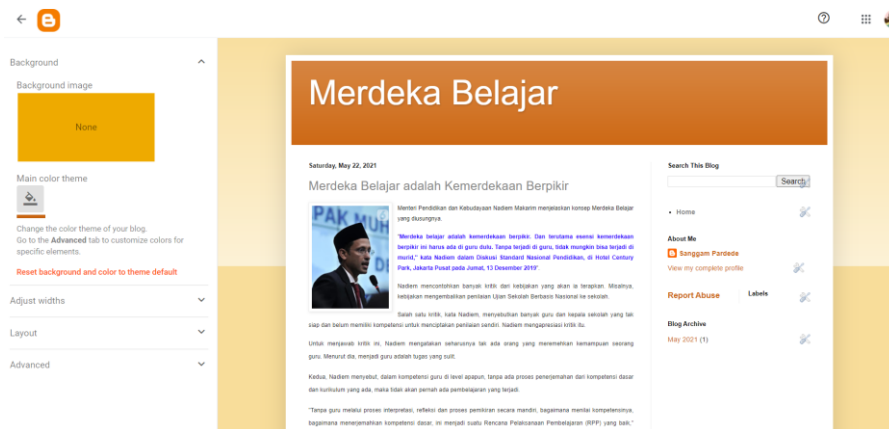 Background
Background image
None
Main color theme
Change the color theme of your blog.
Go to the Advanced tab to customize colors for
specific elements.
Reset background and color to theme default
Adjust widths
Layout
Advanced
Merdeka Belajar
Saturday, May 22, 2021
Merdeka Belajar adalah Kemerdekaan Berpikir
PAK MUH
Menteri Pendidikan dan Kebudayaan Nadiem Makarim menjelaskan konsep Merdeka Belajar
yang diusungnya.
"Merdeka belajar adalah kemerdekaan berpikir. Dan terutama esensi kemerdekaan
berpikir ini harus ada di guru dulu. Tanpa terjadi di guru, tidak mungkin bisa terjadi di
murid," kata Nadiem dalam Diskusi Standard Nasional Pendidikan, di Hotel Century
Park, Jakarta Pusat pada Jumat, 13 Desember 2019"
Nadiem mencontohkan banyak kritik dari kebijakan yang akan ia terapkan. Misalnya,
kebijakan mengembalikan penilaian Ujian Sekolah Berbasis Nasional ke sekolah.
Salah satu kritik, kata Nadiem, menyebutkan banyak guru dan kepala sekolah yang tak
siap dan belum memiliki kompetensi untuk menciptakan penilaian sendiri. Nadiem mengapresiasi kritik itu.
Untuk menjawab kritik ini, Nadiem mengatakan seharusnya tak ada orang yang meremehkan kemampuan seorang
guru. Menurut dia, menjadi guru adalah tugas yang sulit.
Kedua, Nadiem menyebut, dalam kompetensi guru di level apapun, tanpa ada proses penerjemahan dari kompetensi dasar
dan kurikulum yang ada, maka tidak akan pernah ada pembelajaran yang terjadi.
"Tanpa guru melalui proses interpretasi, refleksi dan proses pemikiran secara mandiri, bagaimana menilai kompetensinya,
bagaimana menerjemahkan kompetensi dasar, ini menjadi suatu Rencana Pelaksanaan Pembelajaran (RPP) yang baik,"
Search This Blog
Search
Home
About Me
Sanggam Pardede
View my complete profile
Report Abuse
Labels
Blog Archive
May 2021 (1)